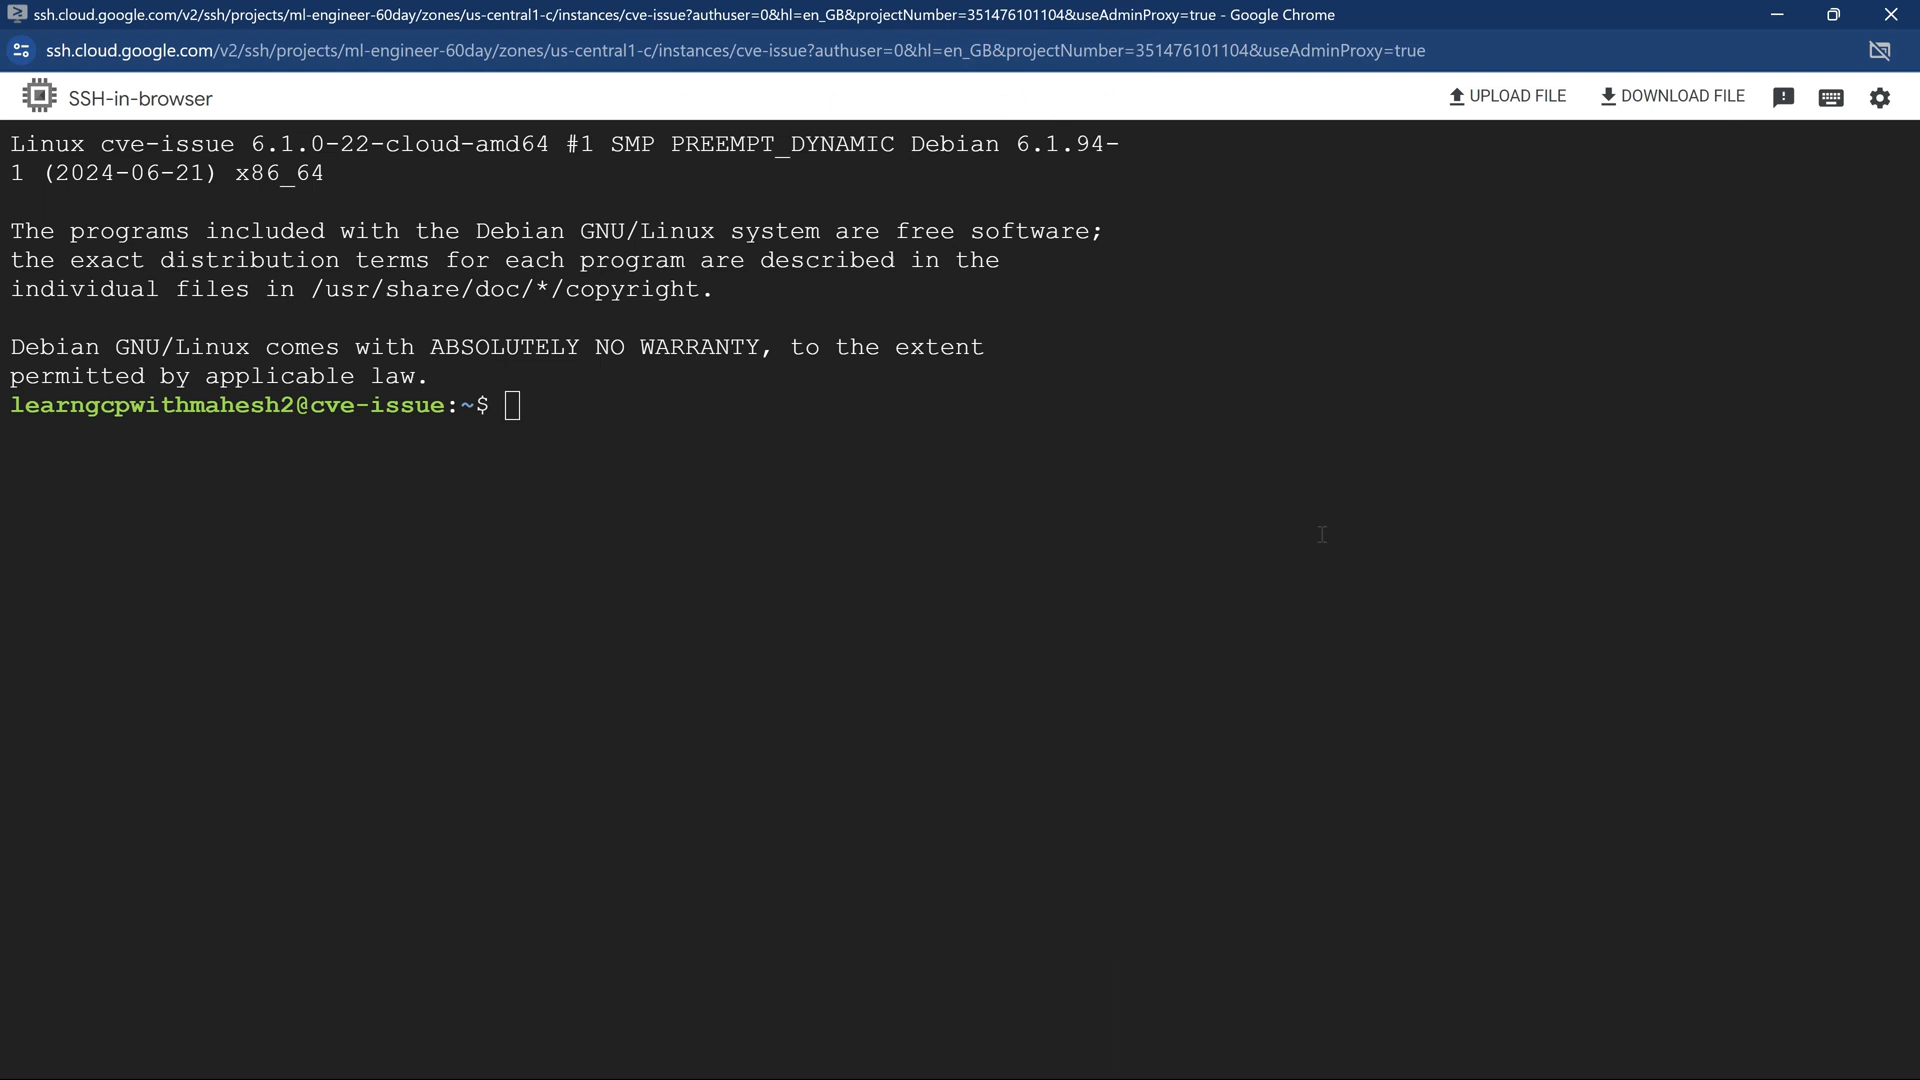 ssh.cloud.google.com/v2/ssh/projects/ml-engineer-60day/zones/us-central1-c/instances/cve-issue?authuser=0&hl=en_GB&projectNumber=351476101104&useAdminProxy=true - Google Chrome
ssh.cloud.google.com/v2/ssh/projects/ml-engineer-60day/zones/us-central1-c/instances/cve-issue?authuser=0&hl=en_GB&projectNumber=351476101104&useAdminProxy=true
SSH-in-browser
UPLOAD FILE
DOWNLOAD FILE
Linux cve-issue 6.1.0-22-cloud-amd64 #1 SMP PREEMPT_DYNAMIC Debian 6.1.94-
1 (2024-06-21) x86_64
The programs included with the Debian GNU/Linux system are free software;
the exact distribution terms for each program are described in the
individual files in /usr/share/doc/*/copyright.
Debian GNU/Linux comes with ABSOLUTELY NO WARRANTY, to the extent
permitted by applicable law.
learngcpwithmahesh2@cve-issue:~$